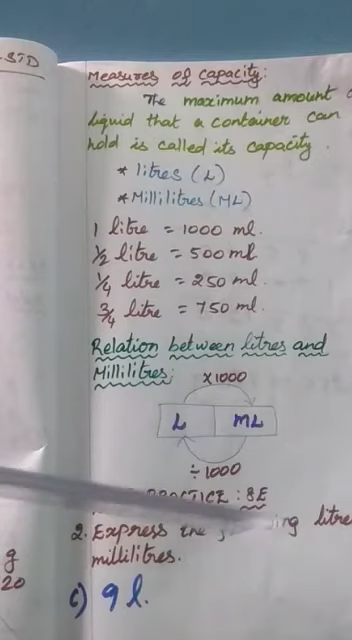 STD
Measures of capacity:
The maximum amount
liquid that a container can
hold is called its capacity.
* litres (L)
* Millilitres (ML)
1 litre = 1000 ml.
1/2 litre = 500 ml
1/4 litre = 250 ml.
3/4 litre = 750 ml.
Relation between litres and
Millilitres:
x1000
L ML
÷1000
PRACTICE : 8E
2. Express the litre
millilitres.
g
20
c) 9 l.